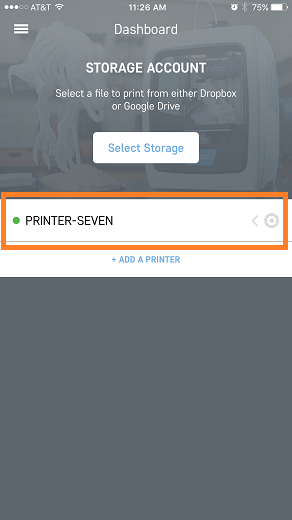 AT&T 11:26 AM 75%
Dashboard
STORAGE ACCOUNT
Select a file to print from either Dropbox
or Google Drive
Select Storage
PRINTER-SEVEN
+ ADD A PRINTER